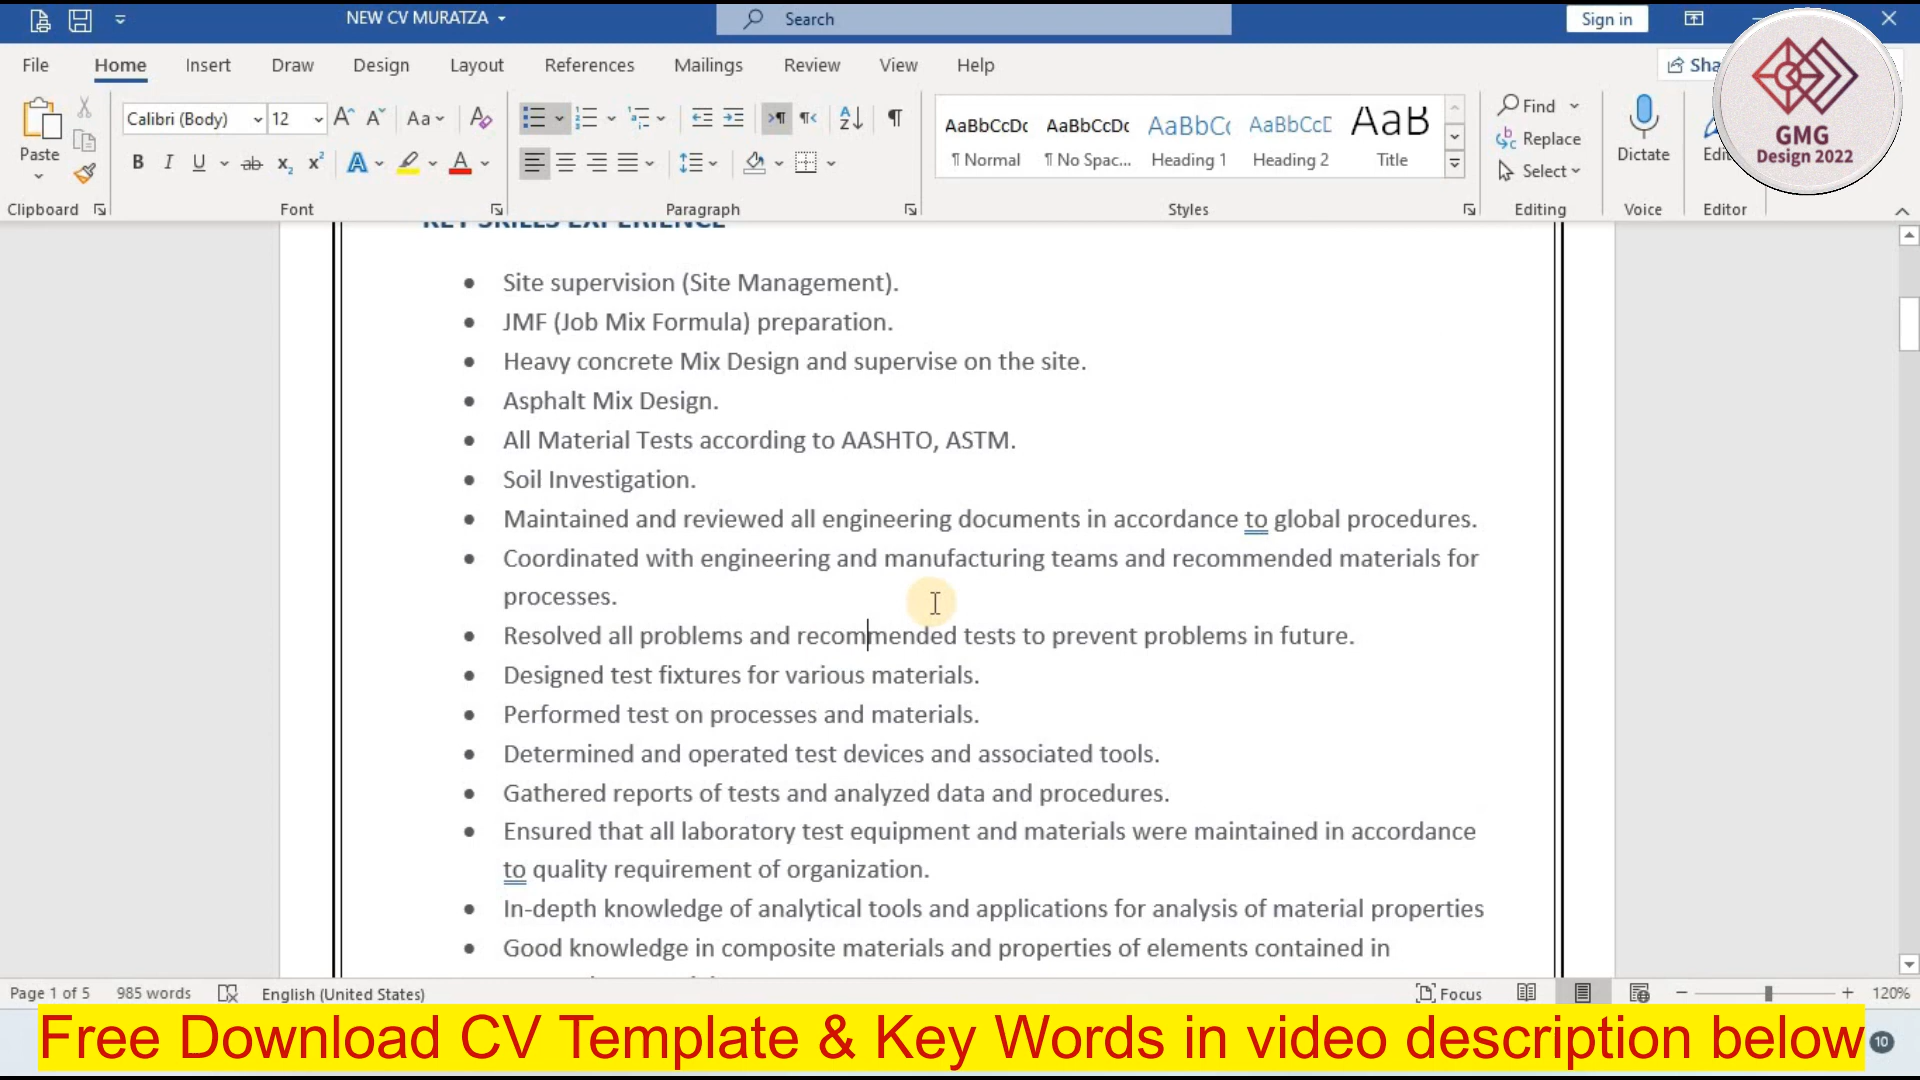 NEW CV MURATZA
Search
Sign in
File Home Insert Draw Design Layout References Mailings Review View Help
Paste
Clipboard
Calibri (Body) 12
Font
Paragraph
AaBbCcDc AaBbCcDc AaBbC AaBbCcD AaB
¶ Normal ¶ No Spac... Heading 1 Heading 2 Title
Styles
Find
Replace
Select
Editing
Dictate
Voice
Editor
GMG
Design 2022
KEY SKILLS EXPERIENCE
• Site supervision (Site Management).
• JMF (Job Mix Formula) preparation.
• Heavy concrete Mix Design and supervise on the site.
• Asphalt Mix Design.
• All Material Tests according to AASHTO, ASTM.
• Soil Investigation.
• Maintained and reviewed all engineering documents in accordance to global procedures.
• Coordinated with engineering and manufacturing teams and recommended materials for
processes.
• Resolved all problems and recommended tests to prevent problems in future.
• Designed test fixtures for various materials.
• Performed test on processes and materials.
• Determined and operated test devices and associated tools.
• Gathered reports of tests and analyzed data and procedures.
• Ensured that all laboratory test equipment and materials were maintained in accordance
to quality requirement of organization.
• In-depth knowledge of analytical tools and applications for analysis of material properties
• Good knowledge in composite materials and properties of elements contained in
Page 1 of 5 985 words English (United States) Focus 120%
Free Download CV Template & Key Words in video description below
10